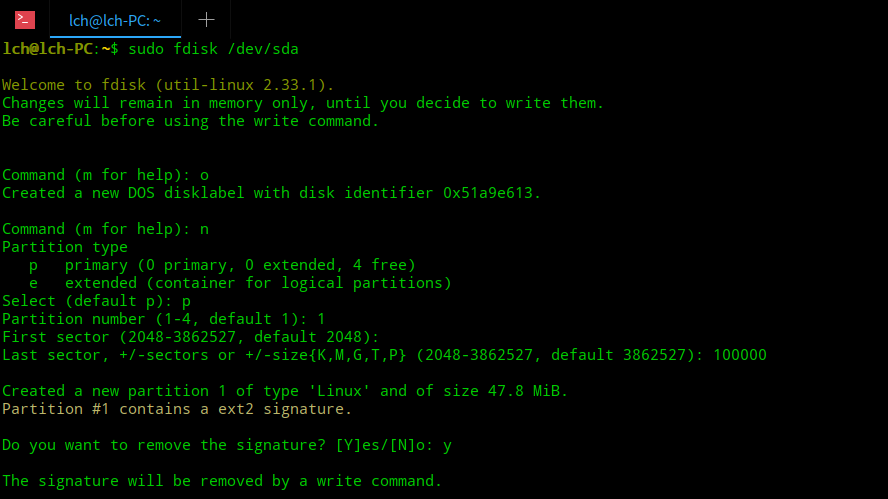 lch@lch-PC: ~
lch@lch-PC:~$ sudo fdisk /dev/sda
Welcome to fdisk (util-linux 2.33.1).
Changes will remain in memory only, until you decide to write them.
Be careful before using the write command.
Command (m for help): o
Created a new DOS disklabel with disk identifier 0x51a9e613.
Command (m for help): n
Partition type
   p   primary (0 primary, 0 extended, 4 free)
   e   extended (container for logical partitions)
Select (default p): p
Partition number (1-4, default 1): 1
First sector (2048-3862527, default 2048):
Last sector, +/-sectors or +/-size{K,M,G,T,P} (2048-3862527, default 3862527): 100000
Created a new partition 1 of type 'Linux' and of size 47.8 MiB.
Partition #1 contains a ext2 signature.
Do you want to remove the signature? [Y]es/[N]o: y
The signature will be removed by a write command.